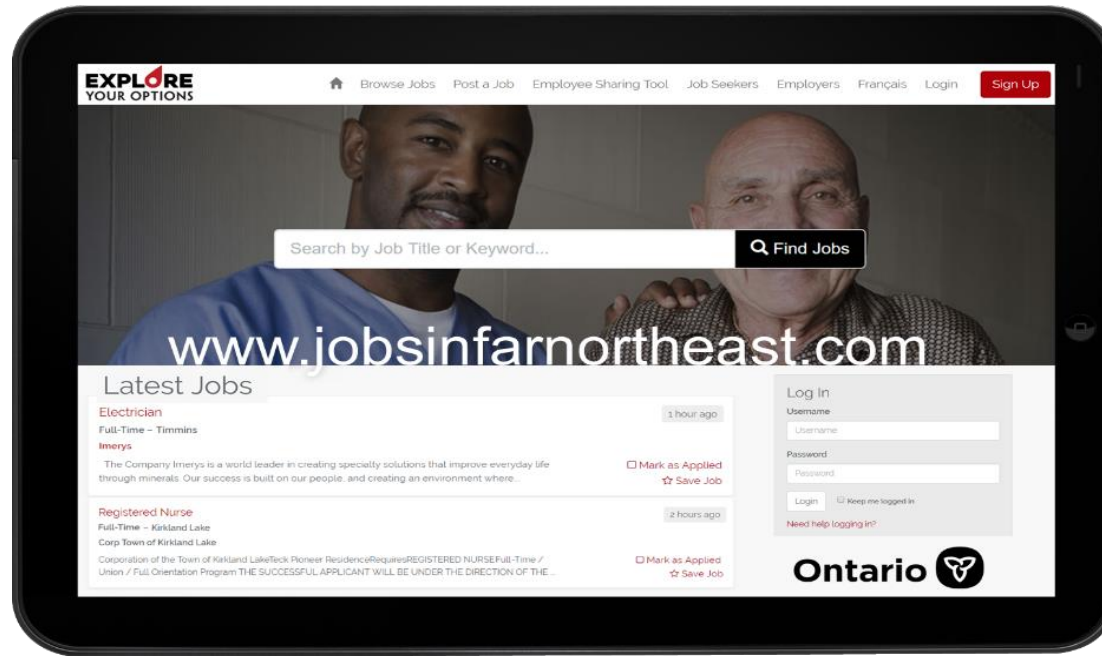 EXPLORE
YOUR OPTIONS
Browse Jobs Post a Job Employee Sharing Tool Job Seekers Employers Français Login Sign Up
Search by Job Title or Keyword... Find Jobs
www.jobsinfarnortheast.com
Latest Jobs
Electrician
1 hour ago
Full-Time – Timmins
Imerys
The Company Imerys is a world leader in creating specialty solutions that improve everyday life
through minerals. Our success is built on our people, and creating an environment where...
Mark as Applied
Save Job
Registered Nurse
2 hours ago
Full-Time – Kirkland Lake
Corp Town of Kirkland Lake
Corporation of the Town of Kirkland LakeTeck Pioneer ResidenceRequiresREGISTERED NURSEFull-Time /
Union / Full Orientation Program THE SUCCESSFUL APPLICANT WILL BE UNDER THE DIRECTION OF THE...
Mark as Applied
Save Job
Log In
Username
Username
Password
Password
Login Keep me logged in
Need help logging in?
Ontario